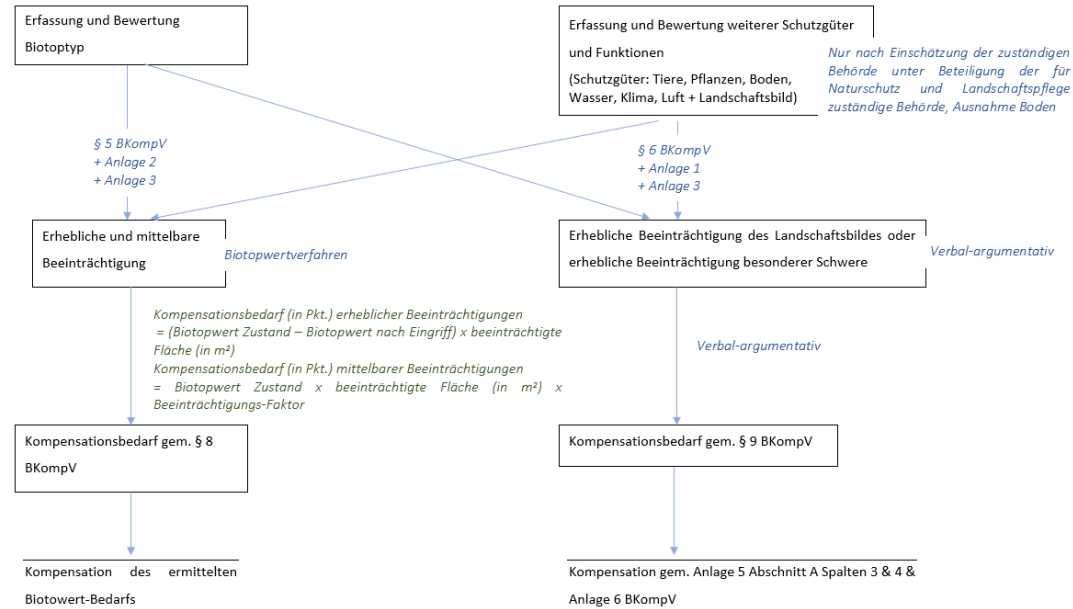 Erfassung und Bewertung
Biotoptyp
Erfassung und Bewertung weiterer Schutzgüter
und Funktionen
(Schutzgüter: Tiere, Pflanzen, Boden,
Wasser, Klima, Luft + Landschaftsbild)
Nur nach Einschätzung der zuständigen
Behörde unter Beteiligung der für
Naturschutz und Landschaftspflege
zuständige Behörde, Ausnahme Boden
§ 5 BKompV
+ Anlage 2
+ Anlage 3
§ 6 BKompV
+ Anlage 1
+ Anlage 3
Erhebliche und mittelbare
Beeinträchtigung
Biotopwertverfahren
Erhebliche Beeinträchtigung des Landschaftsbildes oder
erhebliche Beeinträchtigung besonderer Schwere
Verbal-argumentativ
Kompensationsbedarf (in Pkt.) erheblicher Beeinträchtigungen
= (Biotopwert Zustand – Biotopwert nach Eingriff) x beeinträchtigte
Fläche (in m²)
Kompensationsbedarf (in Pkt.) mittelbarer Beeinträchtigungen
= Biotopwert Zustand x beeinträchtigte Fläche (in m²) x
Beeinträchtigungs-Faktor
Verbal-argumentativ
Kompensationsbedarf gem. § 8
BKompV
Kompensationsbedarf gem. § 9 BKompV
Kompensation des ermittelten
Biotowert-Bedarfs
Kompensation gem. Anlage 5 Abschnitt A Spalten 3 & 4 &
Anlage 6 BKompV